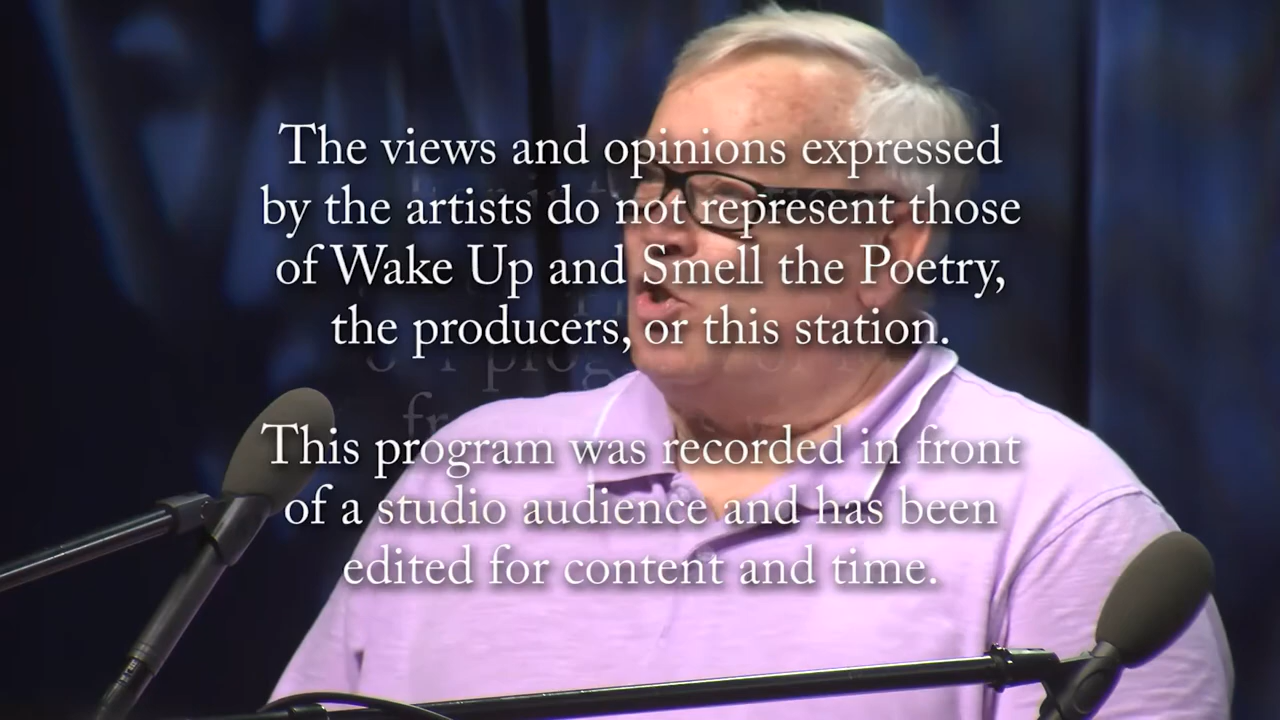 The views and opinions expressed
by the artists do not represent those
of Wake Up and Smell the Poetry,
the producers, or this station.
This program was recorded in front
of a studio audience and has been
edited for content and time.